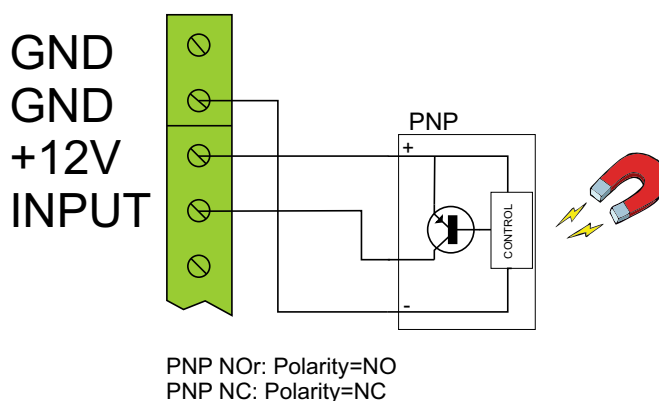 GND
GND
+12V
INPUT
PNP
+
CONTROL
-
PNP NOr: Polarity=NO
PNP NC: Polarity=NC